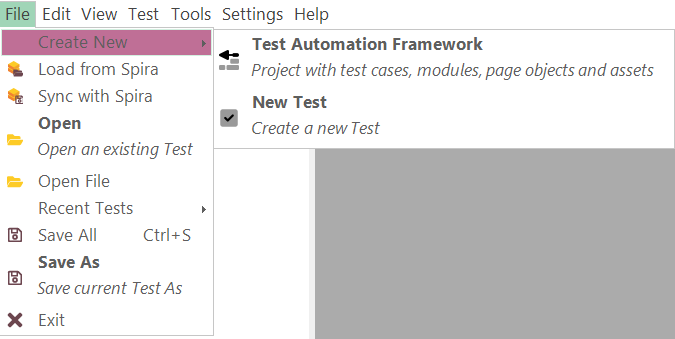 File Edit View Test Tools Settings Help
Create New
Load from Spira
Sync with Spira
Open
Open an existing Test
Open File
Recent Tests
Save All Ctrl+S
Save As
Save current Test As
Exit
Test Automation Framework
Project with test cases, modules, page objects and assets
New Test
Create a new Test